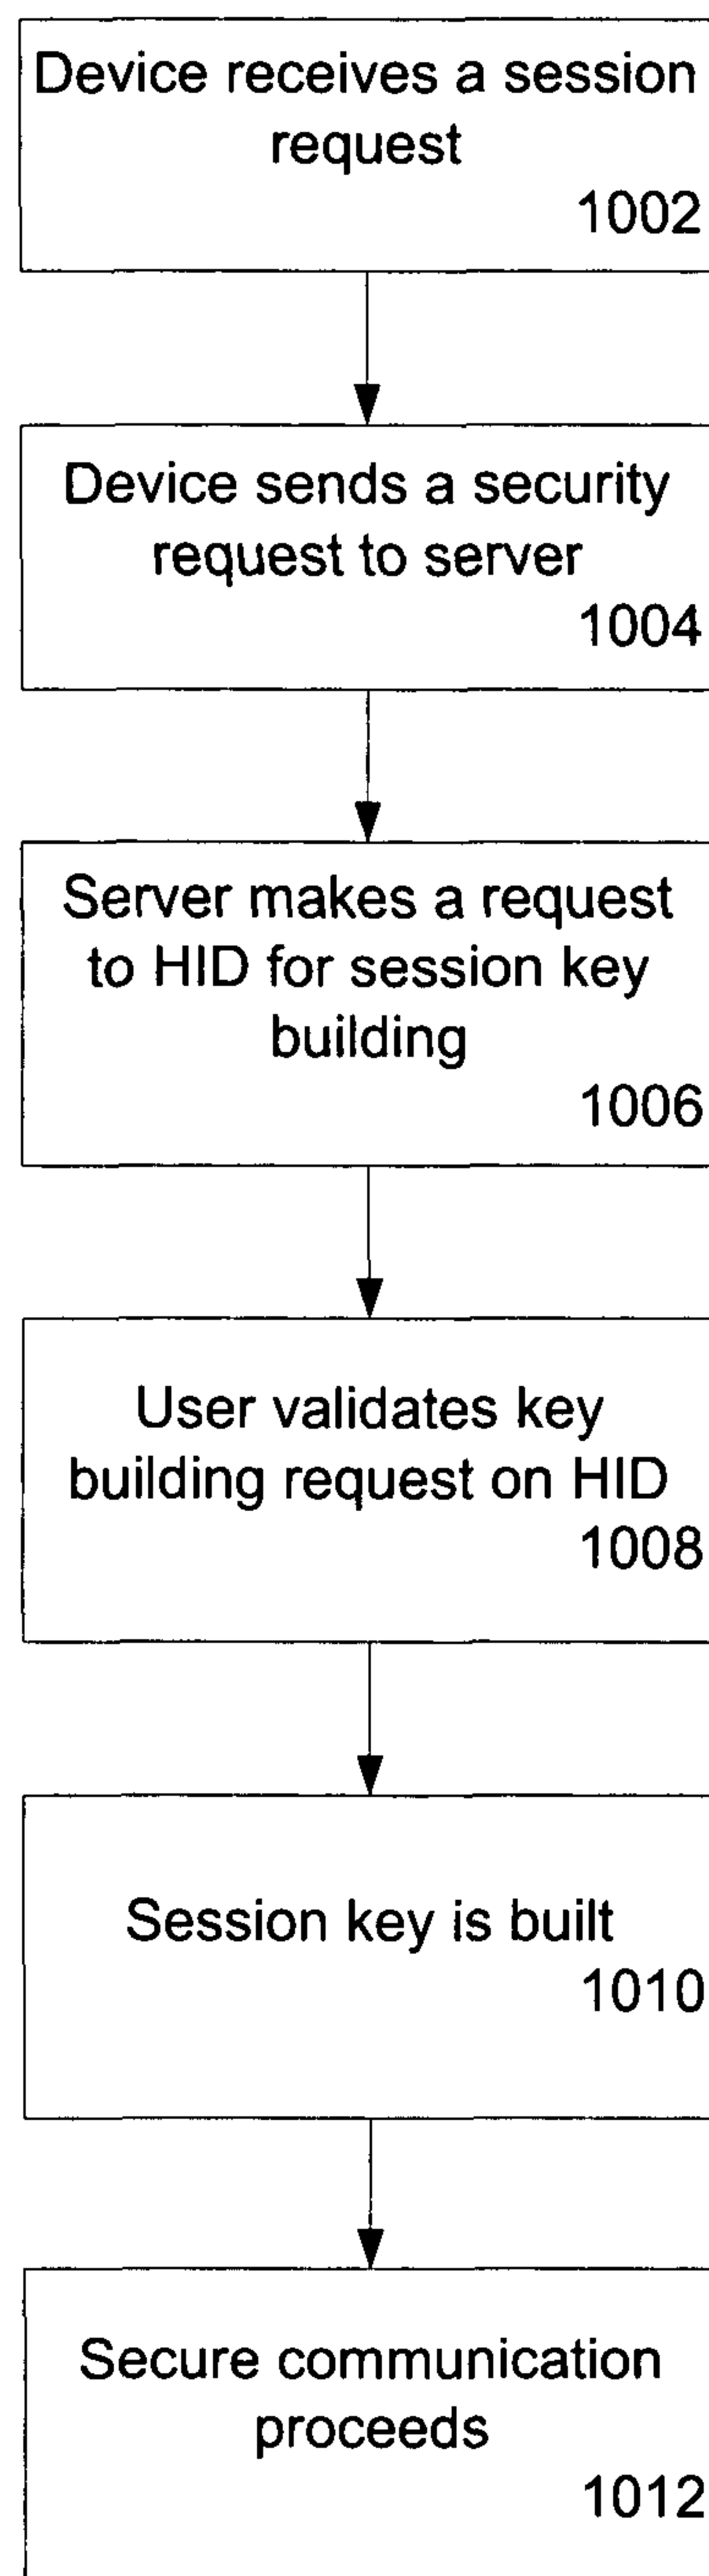 Device receives a session
request
1002
Device sends a security
request to server
1004
Server makes a request
to HID for session key
building
1006
User validates key
building request on HID
1008
Session key is built
1010
Secure communication
proceeds
1012